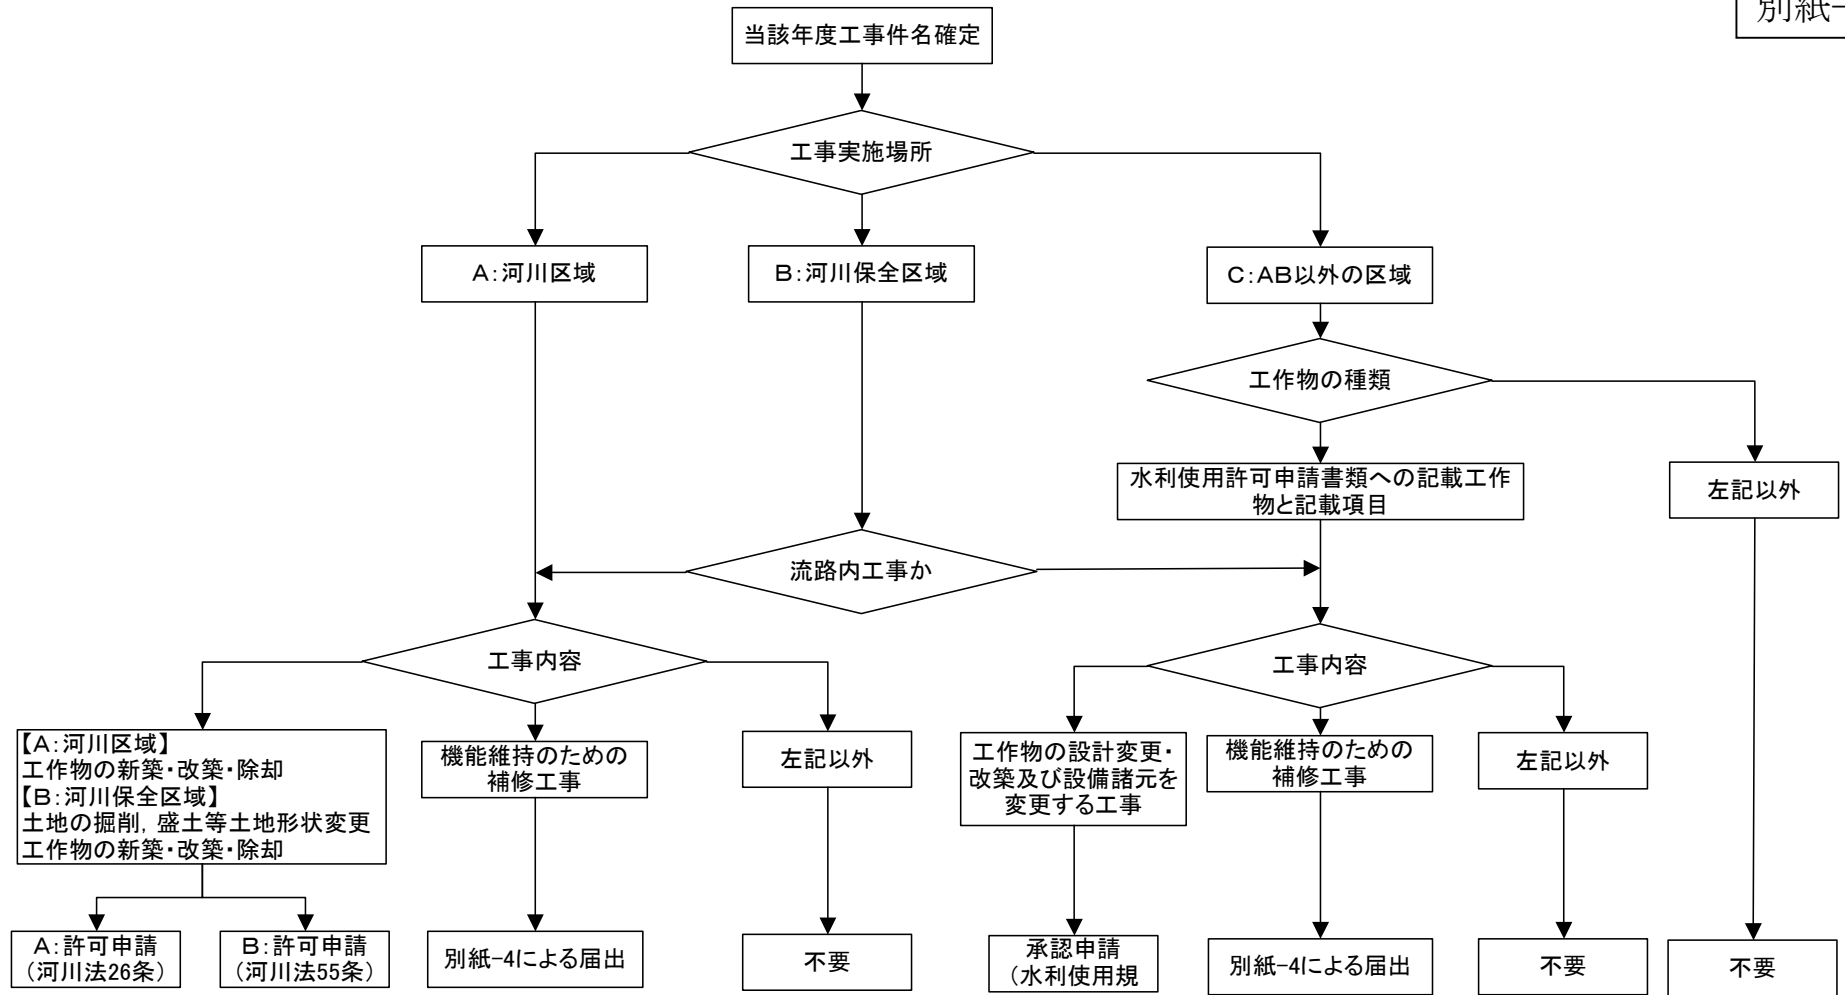 別紙-
当該年度工事件名確定
工事実施場所
A:河川区域
B:河川保全区域
C:AB以外の区域
工作物の種類
水利使用許可申請書類への記載工作
物と記載項目
左記以外
流路内工事か
工事内容
工事内容
【A:河川区域】
工作物の新築・改築・除却
【B:河川保全区域】
土地の掘削，盛土等土地形状変更
工作物の新築・改築・除却
機能維持のための
補修工事
左記以外
工作物の設計変更・
改築及び設備諸元を
変更する工事
機能維持のための
補修工事
左記以外
A:許可申請
(河川法26条)
B:許可申請
(河川法55条)
別紙-4による届出
不要
承認申請
(水利使用規
別紙-4による届出
不要
不要